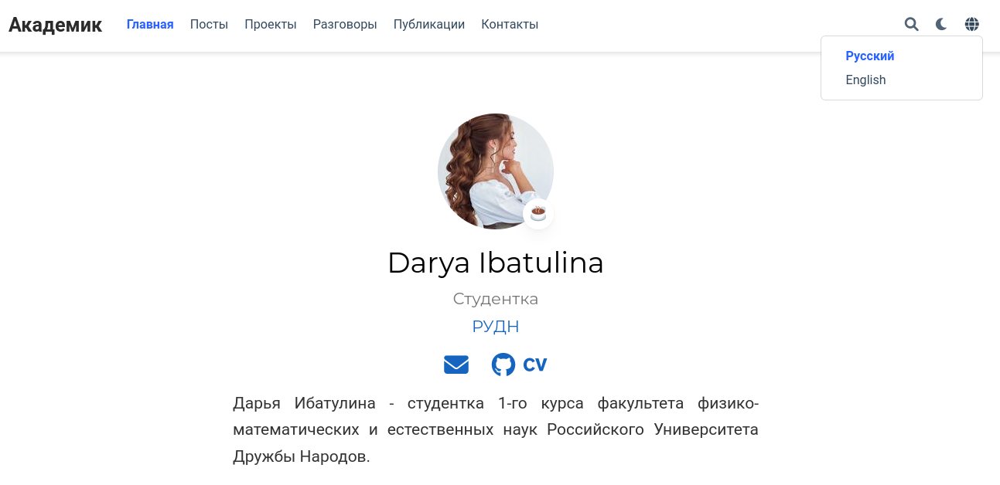 Академик Главная Посты Проекты Разговоры Публикации Контакты
Русский
English
Darya Ibatulina
Студентка
РУДН
CV
Дарья Ибатулина - студентка 1-го курса факультета физико-
математических и естественных наук Российского Университета
Дружбы Народов.